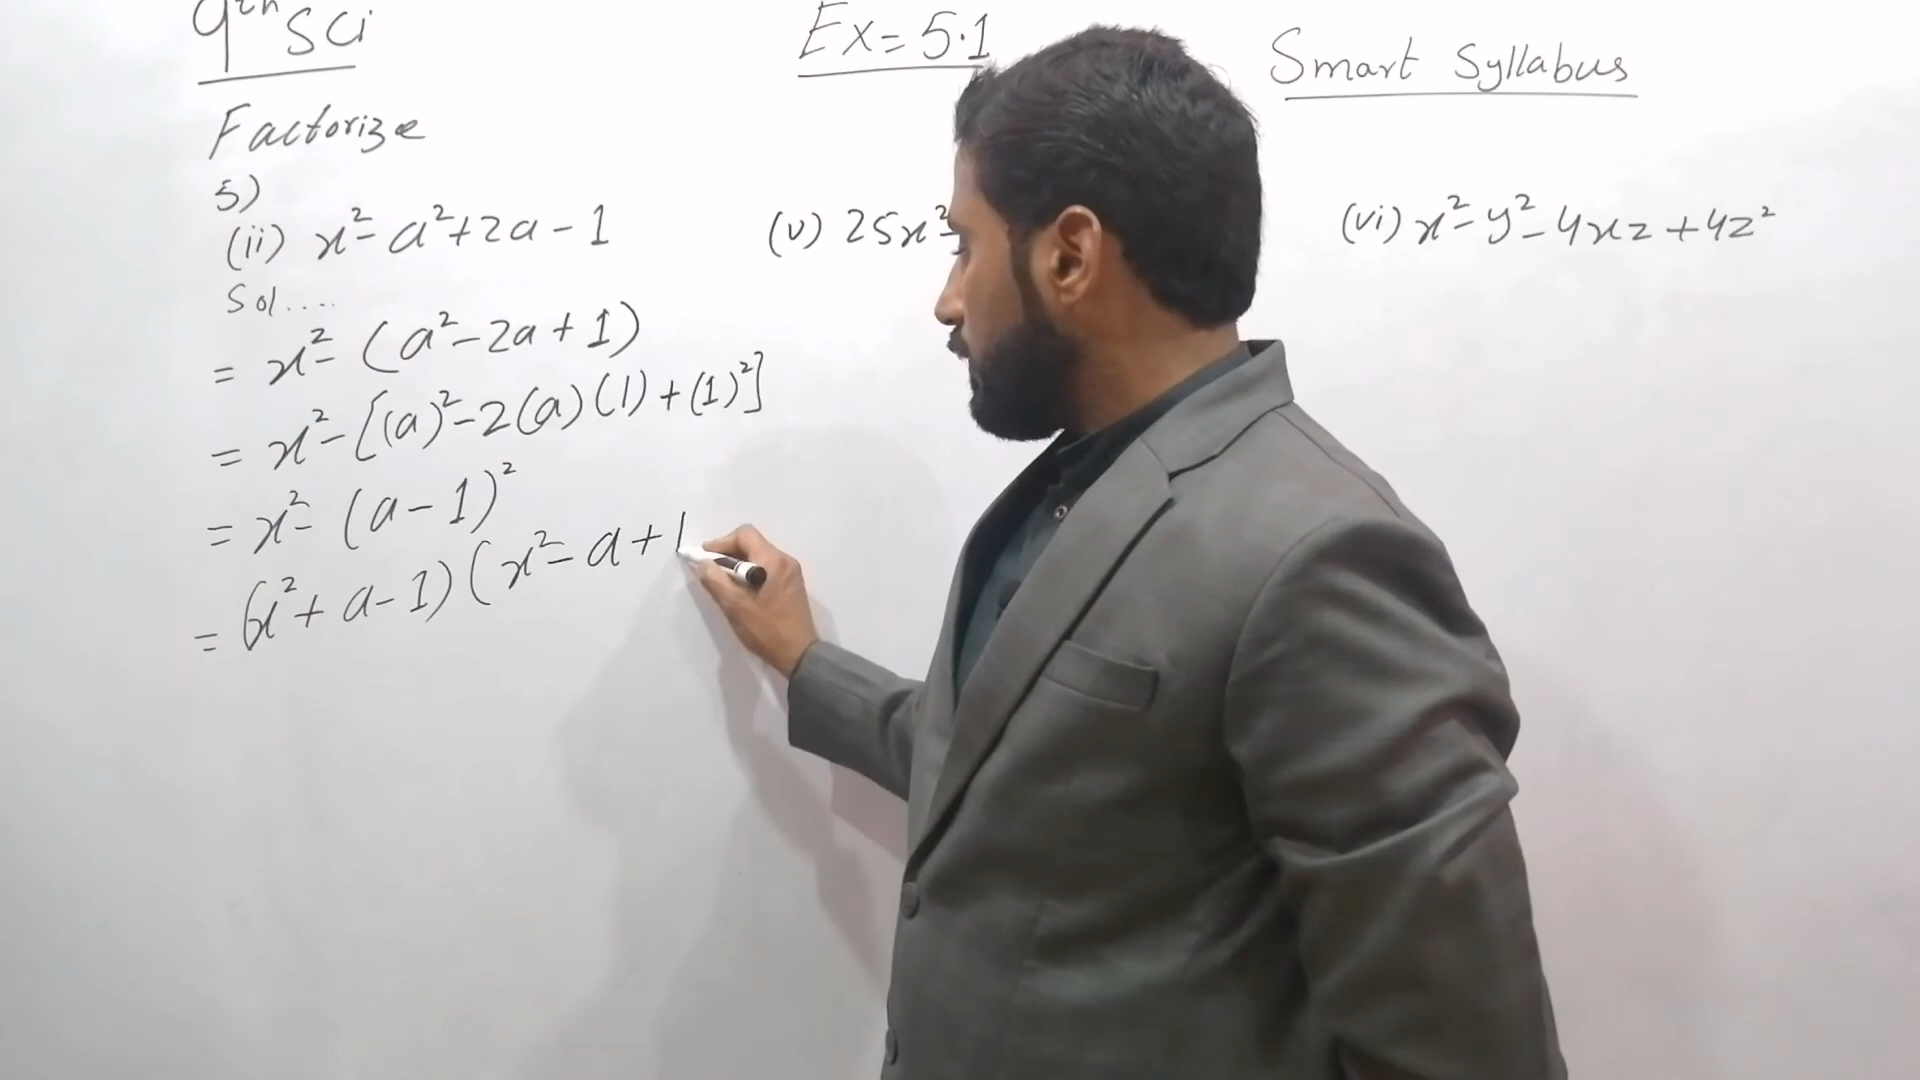 9th Sci
Ex= 5.1
Smart Syllabus
Factorize
5)
(ii) x²-a²+2a-1
(v) 25x²-
(vi) x²-y²-4xz+4z²
Sol....
= x²-(a²-2a+1)
= x²-[(a)²-2(a)(1)+(1)²]
= x²-(a-1)²
= (x²+a-1)(x²-a+1